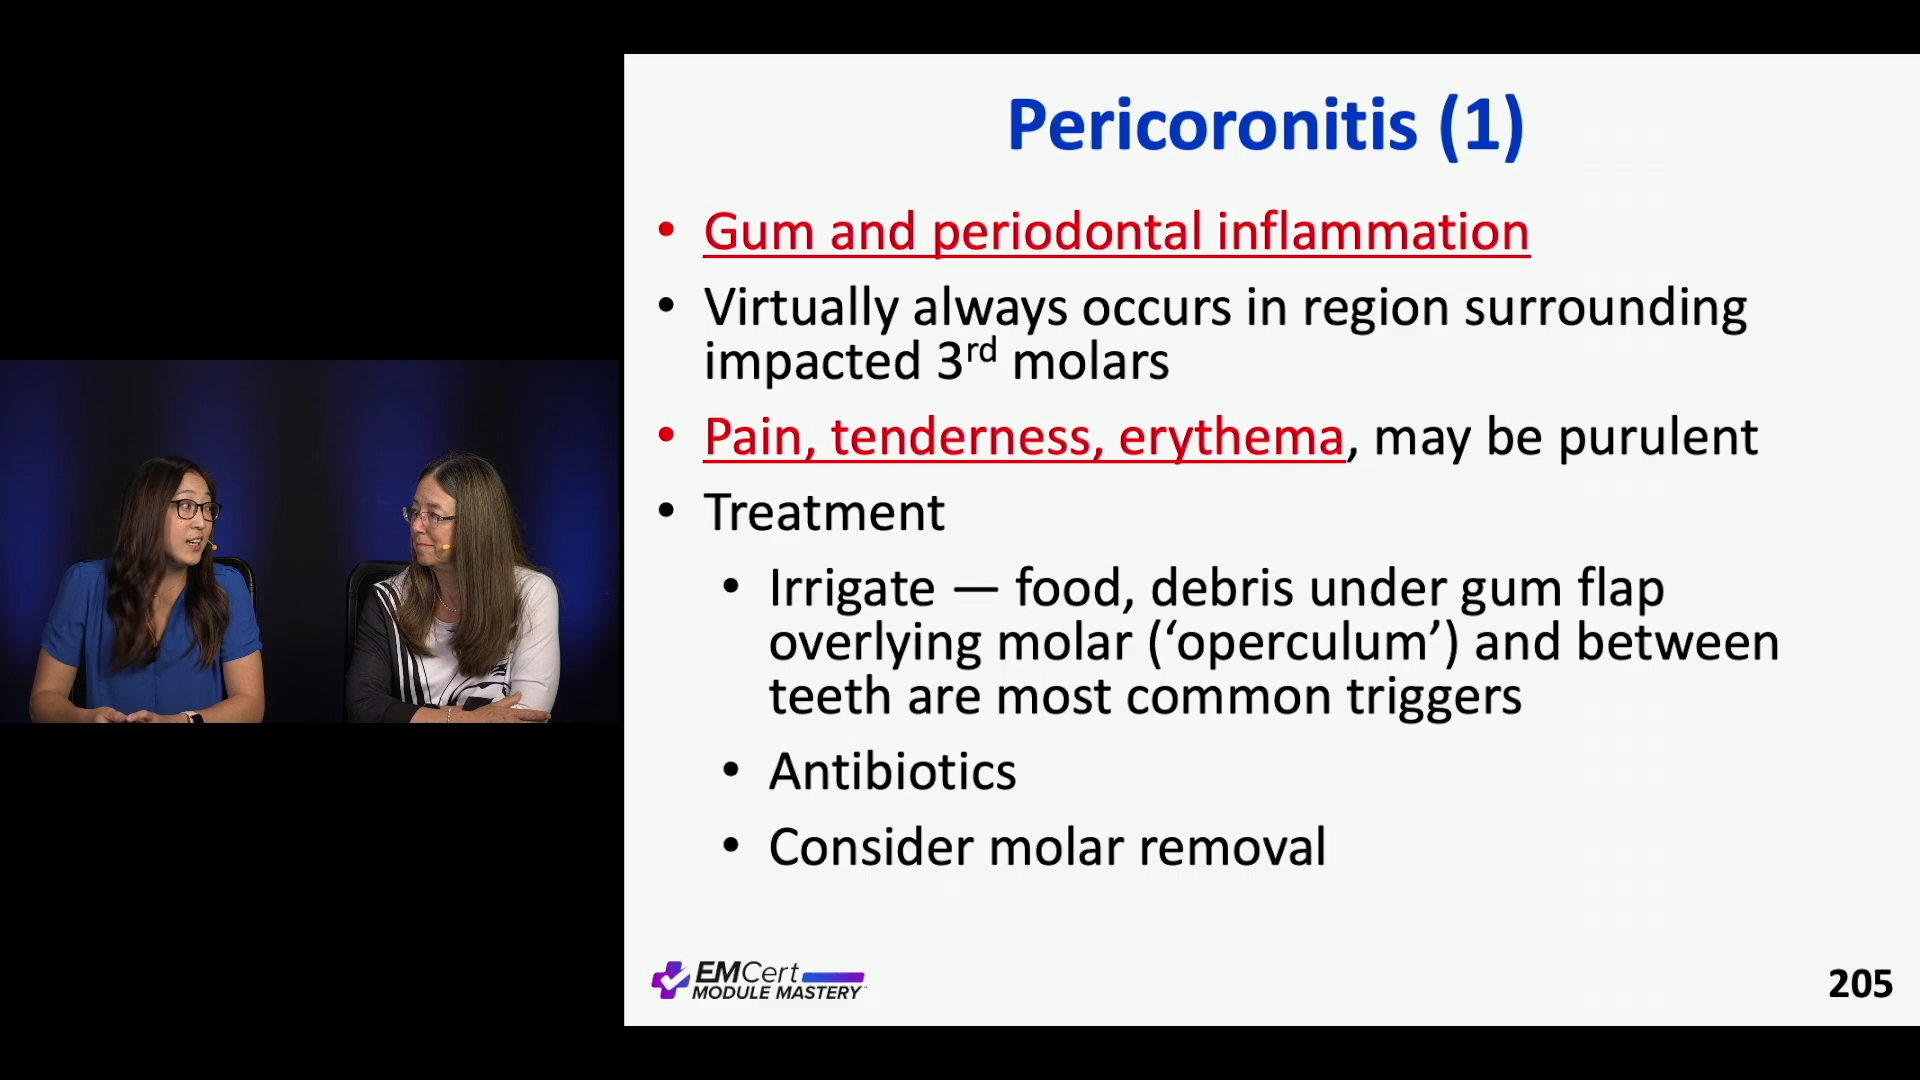 Pericoronitis (1)
• Gum and periodontal inflammation
• Virtually always occurs in region surrounding
impacted 3rd molars
• Pain, tenderness, erythema, may be purulent
• Treatment
• Irrigate — food, debris under gum flap
overlying molar (‘operculum’) and between
teeth are most common triggers
• Antibiotics
• Consider molar removal
EMCert
MODULE MASTERY™
205